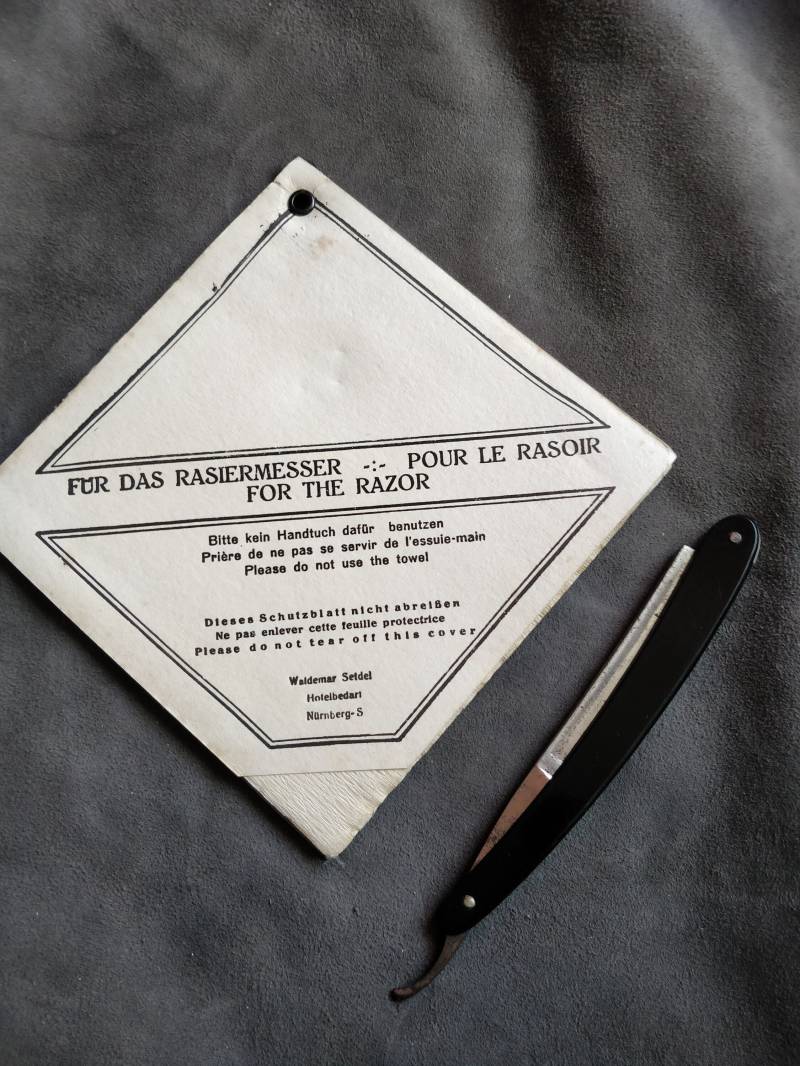 FÜR DAS RASIERMESSER -:- POUR LE RASOIR
FOR THE RAZOR
Bitte kein Handtuch dafür benutzen
Prière de ne pas se servir de l'essuie-main
Please do not use the towel
Dieses Schutzblatt nicht abreißen
Ne pas enlever cette feuille protectrice
Please do not tear off this cover
Waldemar Seidel
Hotelbedarf
Nürnberg-S